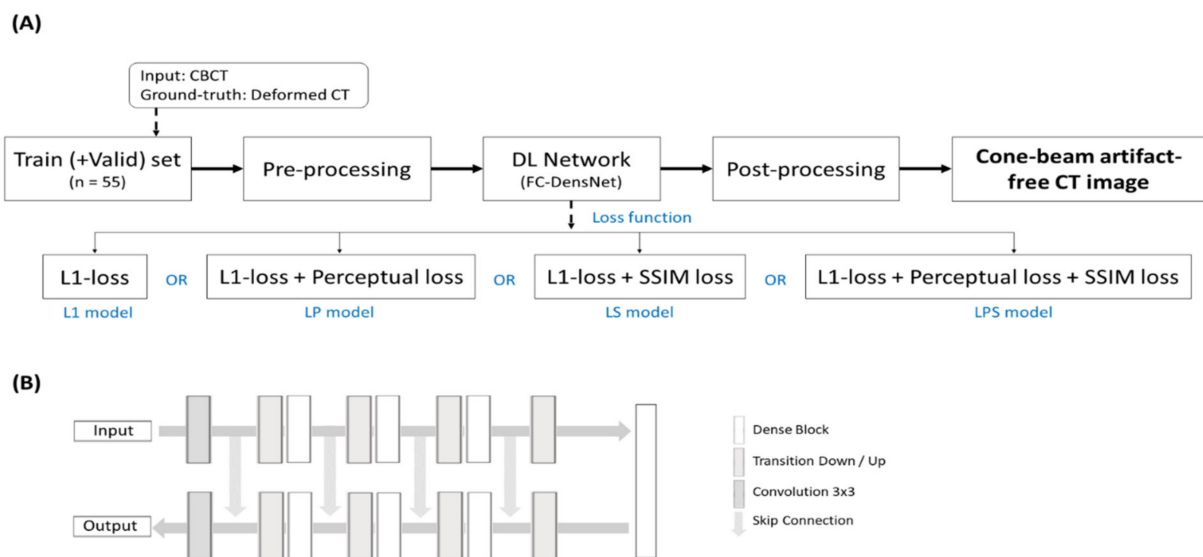 (A)
Input: CBCT
Ground-truth: Deformed CT
Train (+Valid) set
(n = 55)
Pre-processing
DL Network
(FC-DensNet)
Post-processing
Cone-beam artifact-
free CT image
Loss function
L1-loss
OR
L1-loss + Perceptual loss
OR
L1-loss + SSIM loss
OR
L1-loss + Perceptual loss + SSIM loss
L1 model
LP model
LS model
LPS model
(B)
Input
Output
Dense Block
Transition Down / Up
Convolution 3x3
Skip Connection